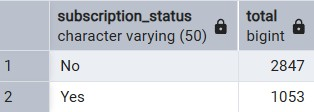 subscription_status total
character varying (50) bigint
1 No 2847
2 Yes 1053